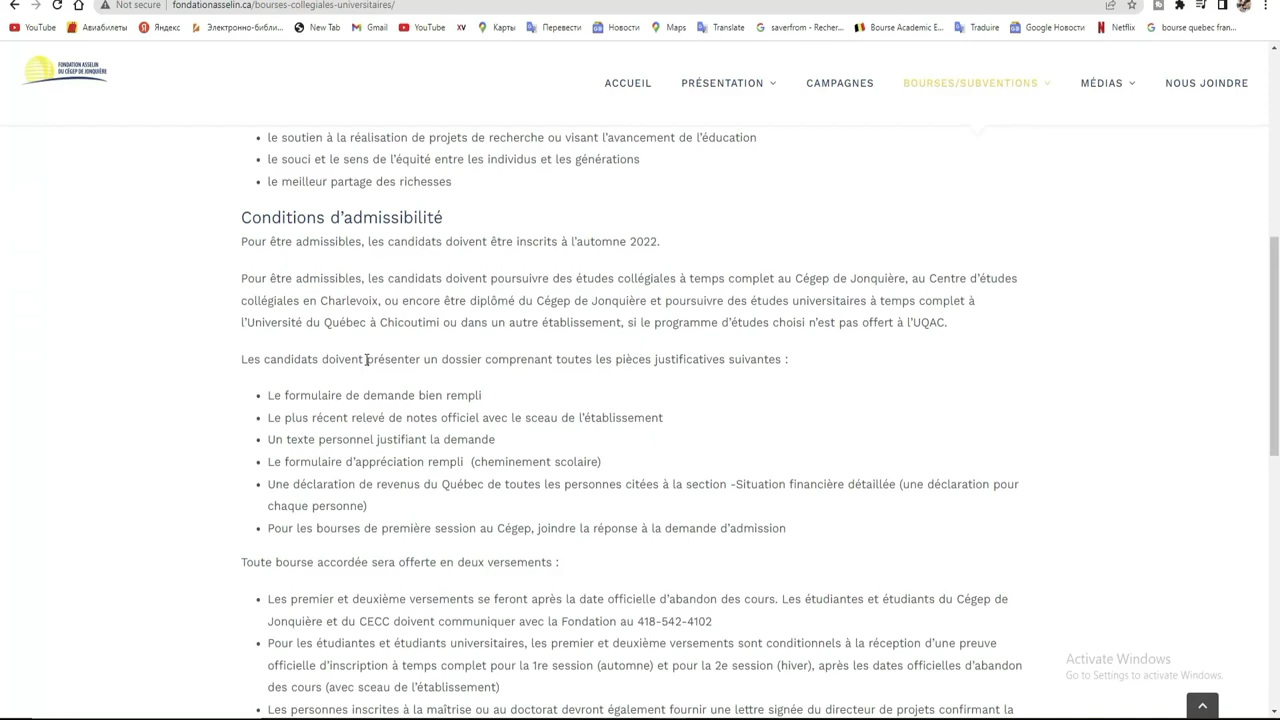 Not secure | fondationasselin.ca/bourses-collegiales-universitaires/
YouTube Авиабилеты Яндекс Электронно-библи... New Tab Gmail YouTube XV Карты Перевести Новости Maps Translate saverfrom - Recher... Bourse Academic E... Traduire Google Новости Netflix bourse quebec fran...
FONDATION ASSELIN
DU CÉGEP DE JONQUIÈRE
ACCUEIL PRÉSENTATION CAMPAGNES BOURSES/SUBVENTIONS MÉDIAS NOUS JOINDRE
le soutien à la réalisation de projets de recherche ou visant l'avancement de l'éducation
le souci et le sens de l'équité entre les individus et les générations
le meilleur partage des richesses
Conditions d'admissibilité
Pour être admissibles, les candidats doivent être inscrits à l'automne 2022.
Pour être admissibles, les candidats doivent poursuivre des études collégiales à temps complet au Cégep de Jonquière, au Centre d'études
collégiales en Charlevoix, ou encore être diplômé du Cégep de Jonquière et poursuivre des études universitaires à temps complet à
l'Université du Québec à Chicoutimi ou dans un autre établissement, si le programme d'études choisi n'est pas offert à l'UQAC.
Les candidats doivent présenter un dossier comprenant toutes les pièces justificatives suivantes :
Le formulaire de demande bien rempli
Le plus récent relevé de notes officiel avec le sceau de l'établissement
Un texte personnel justifiant la demande
Le formulaire d'appréciation rempli (cheminement scolaire)
Une déclaration de revenus du Québec de toutes les personnes citées à la section -Situation financière détaillée (une déclaration pour
chaque personne)
Pour les bourses de première session au Cégep, joindre la réponse à la demande d'admission
Toute bourse accordée sera offerte en deux versements :
Les premier et deuxième versements se feront après la date officielle d'abandon des cours. Les étudiantes et étudiants du Cégep de
Jonquière et du CECC doivent communiquer avec la Fondation au 418-542-4102
Pour les étudiantes et étudiants universitaires, les premier et deuxième versements sont conditionnels à la réception d'une preuve
officielle d'inscription à temps complet pour la 1re session (automne) et pour la 2e session (hiver), après les dates officielles d'abandon
des cours (avec sceau de l'établissement)
Les personnes inscrites à la maîtrise ou au doctorat devront également fournir une lettre signée du directeur de projets confirmant la
Activate Windows
Go to Settings to activate Windows.